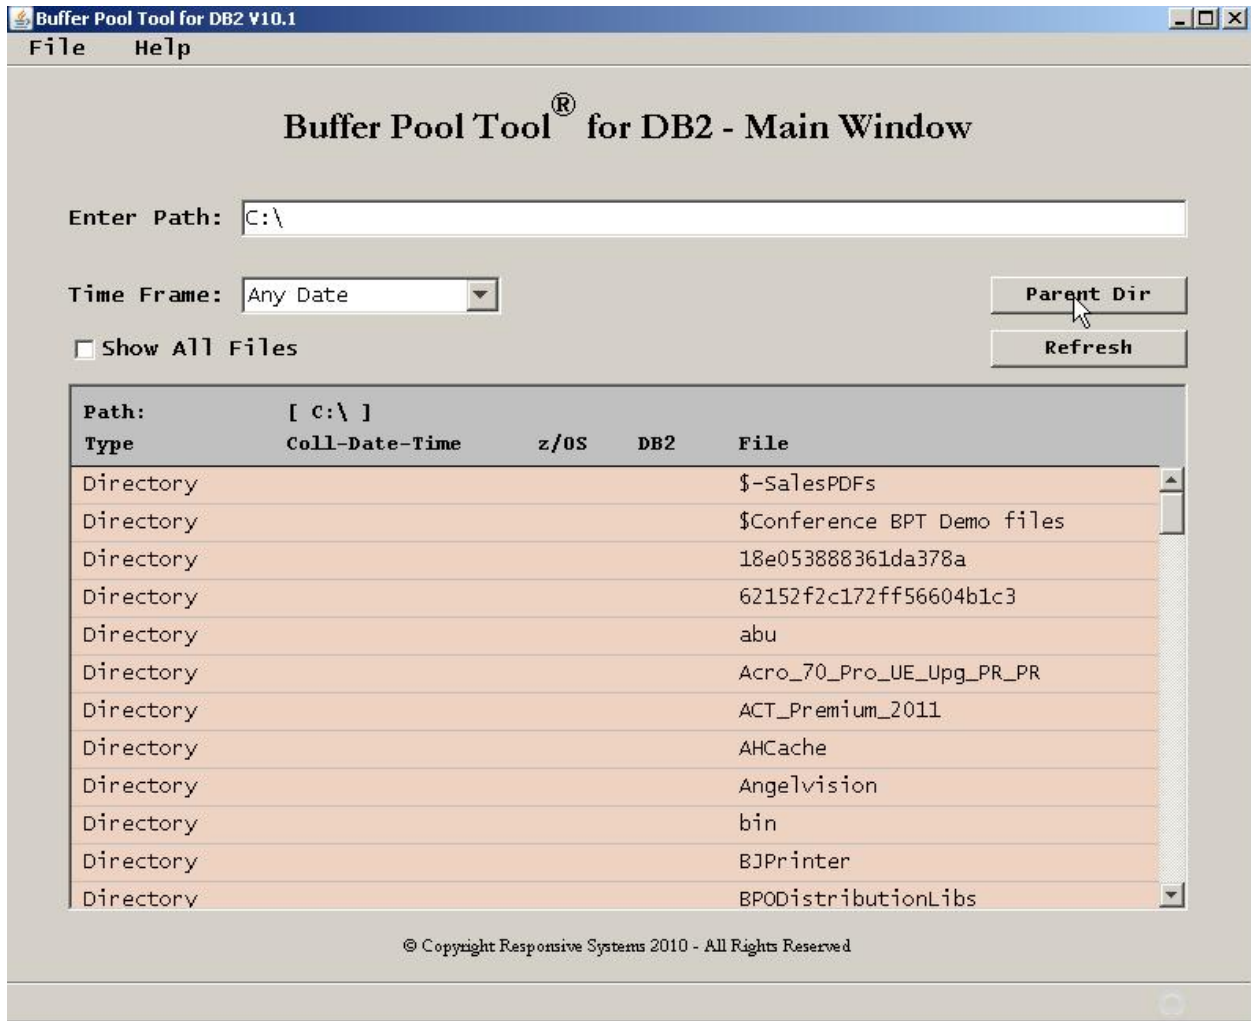 Buffer Pool Tool for DB2 V10.1
File Help
Buffer Pool Tool® for DB2 - Main Window
Enter Path: C:\
Time Frame: Any Date
Parent Dir
Show All Files
Refresh
Path: [ C:\ ]
Type Coll-Date-Time z/OS DB2 File
Directory $-SalesPDFs
Directory $Conference BPT Demo files
Directory 18e053888361da378a
Directory 62152f2c172ff56604b1c3
Directory abu
Directory Acro_70_Pro_UE_Upg_PR_PR
Directory ACT_Premium_2011
Directory AHCache
Directory Angelvision
Directory bin
Directory BJPrinter
Directory BPODistributionLibs
© Copyright Responsive Systems 2010 - All Rights Reserved